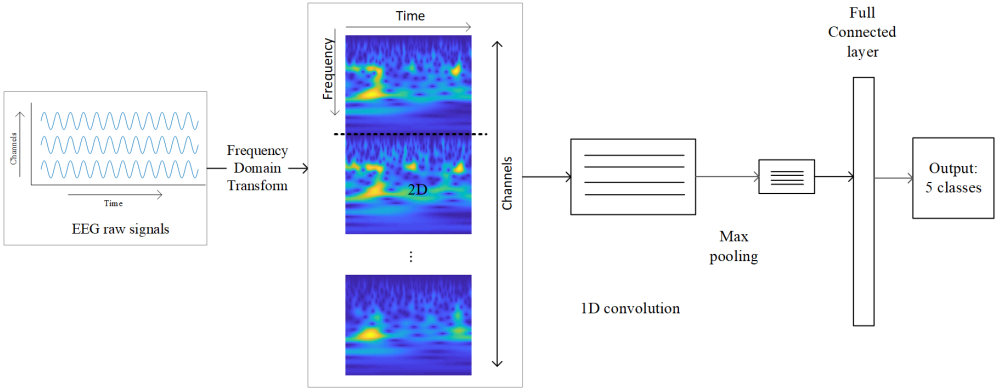 Channels
Time
EEG raw signals
Frequency
Domain
Transform
Time
Frequency
2D
...
Channels
1D convolution
Max
pooling
Full
Connected
layer
Output:
5 classes